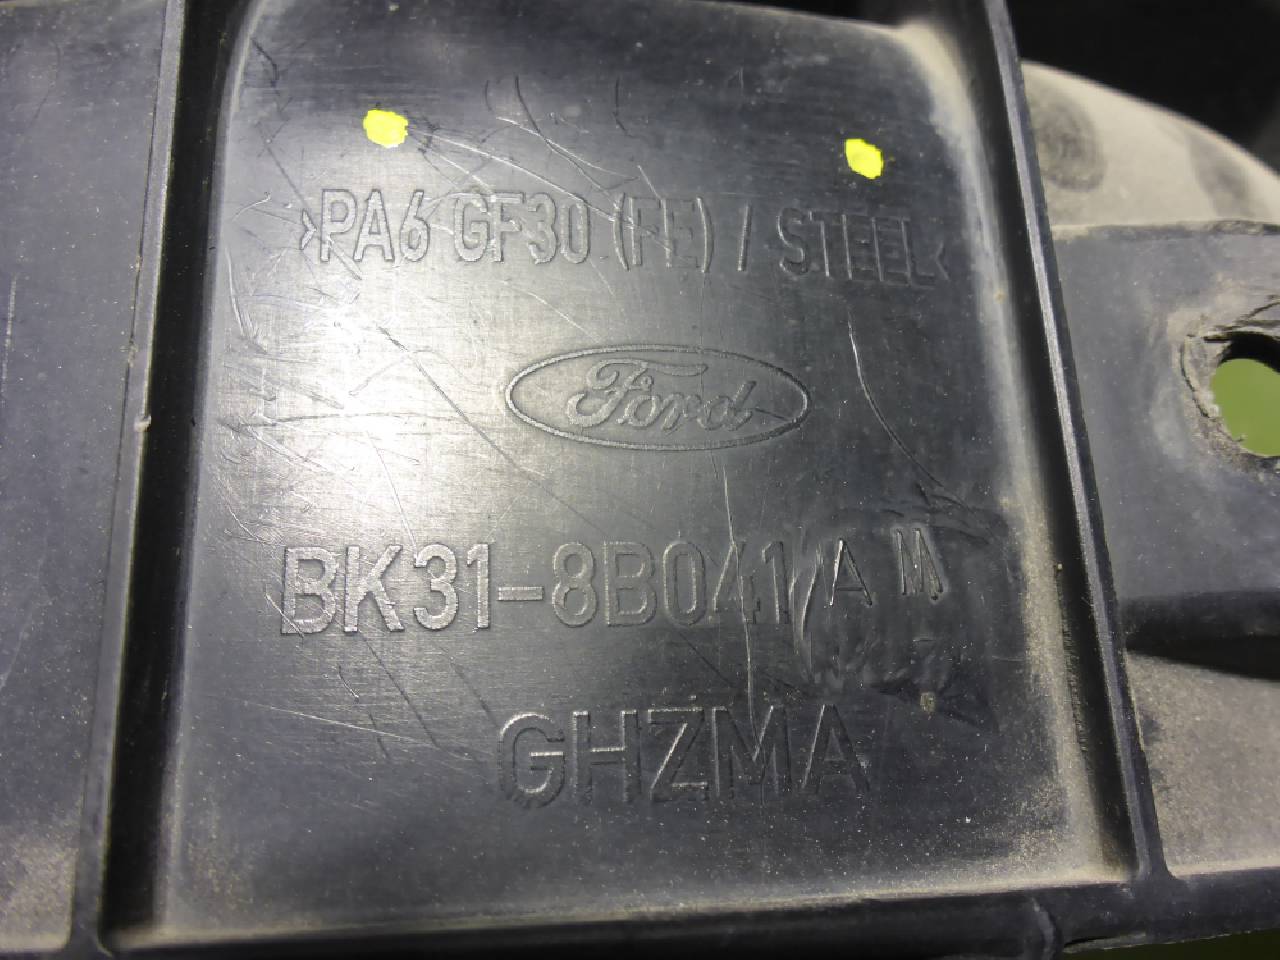 >PA6 GF30 (FE) / STEEL<
Ford
BK31-8B041
GHZMA